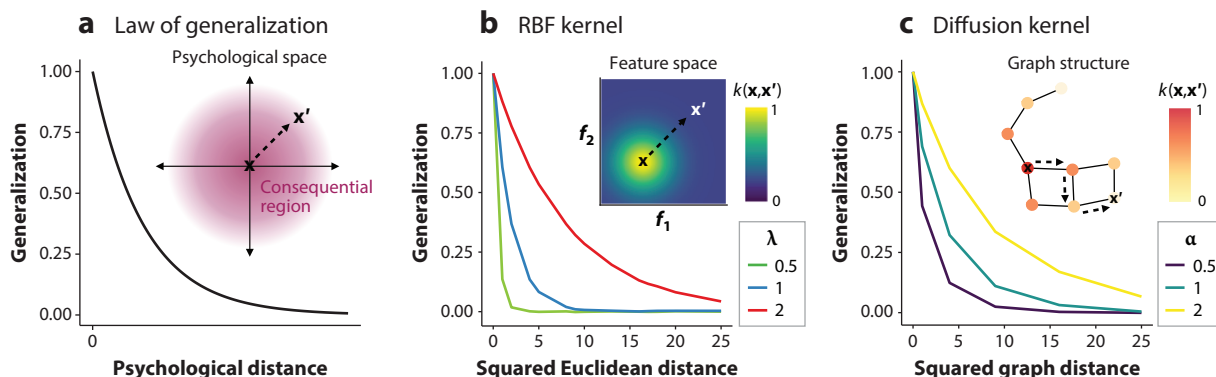 a Law of generalization
Psychological space
1.00
0.75
0.50
0.25
0.00
Generalization
x
x′
Consequential
region
0
Psychological distance
b RBF kernel
1.00
0.75
0.50
0.25
0.00
Generalization
Feature space
f2
x
x′
f1
k(x,x′)
1
0
λ
0.5
1
2
0 5 10 15 20 25
Squared Euclidean distance
c Diffusion kernel
1.00
0.75
0.50
0.25
0.00
Generalization
Graph structure
x
x′
k(x,x′)
1
0
α
0.5
1
2
0 5 10 15 20 25
Squared graph distance